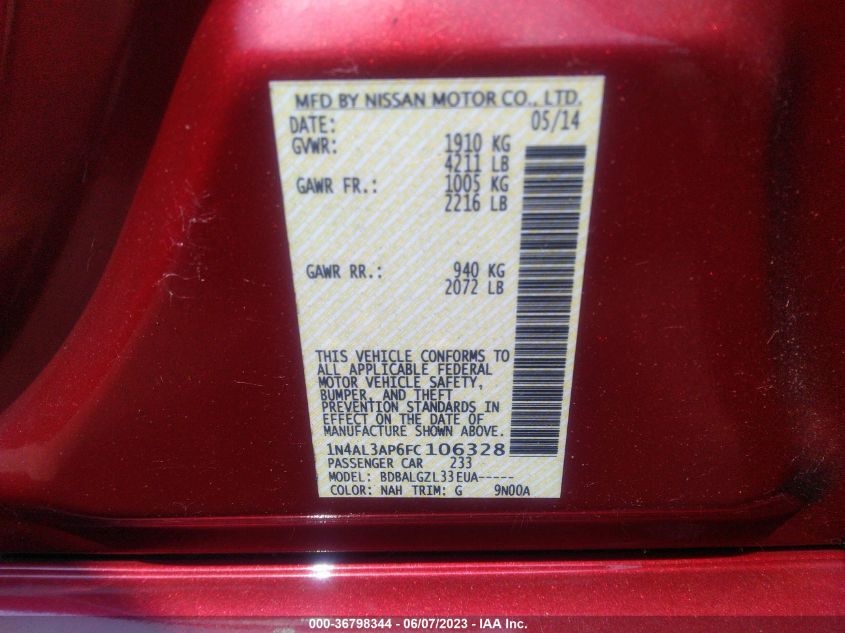 MFD BY NISSAN MOTOR CO., LTD.
DATE: 05/14
GVWR: 1910 KG
4211 LB
GAWR FR.: 1005 KG
2216 LB
GAWR RR.: 940 KG
2072 LB
THIS VEHICLE CONFORMS TO
ALL APPLICABLE FEDERAL
MOTOR VEHICLE SAFETY,
BUMPER, AND THEFT
PREVENTION STANDARDS IN
EFFECT ON THE DATE OF
MANUFACTURE SHOWN ABOVE.
1N4AL3AP6FC106328
PASSENGER CAR 233
MODEL: BDBALGZL33EUA-----
COLOR: NAH TRIM: G 9N00A
000-36798344 - 06/07/2023 - IAA Inc.